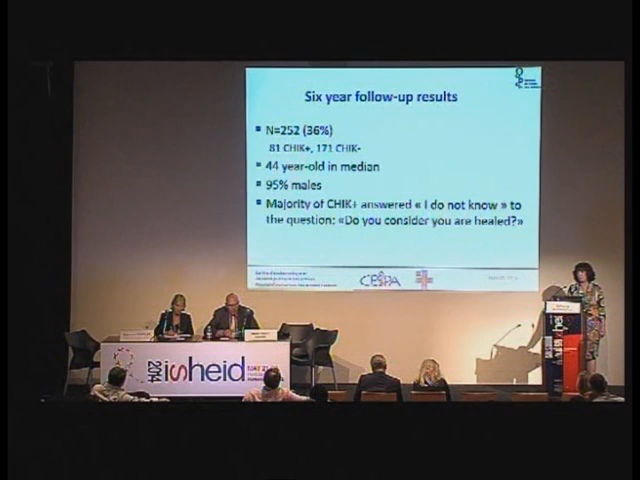 Six year follow-up results
N=252 (36%)
81 CHIK+, 171 CHIK-
44 year-old in median
95% males
Majority of CHIK+ answered « I do not know » to
the question: «Do you consider you are healed?»
CESPA
2014
isheid